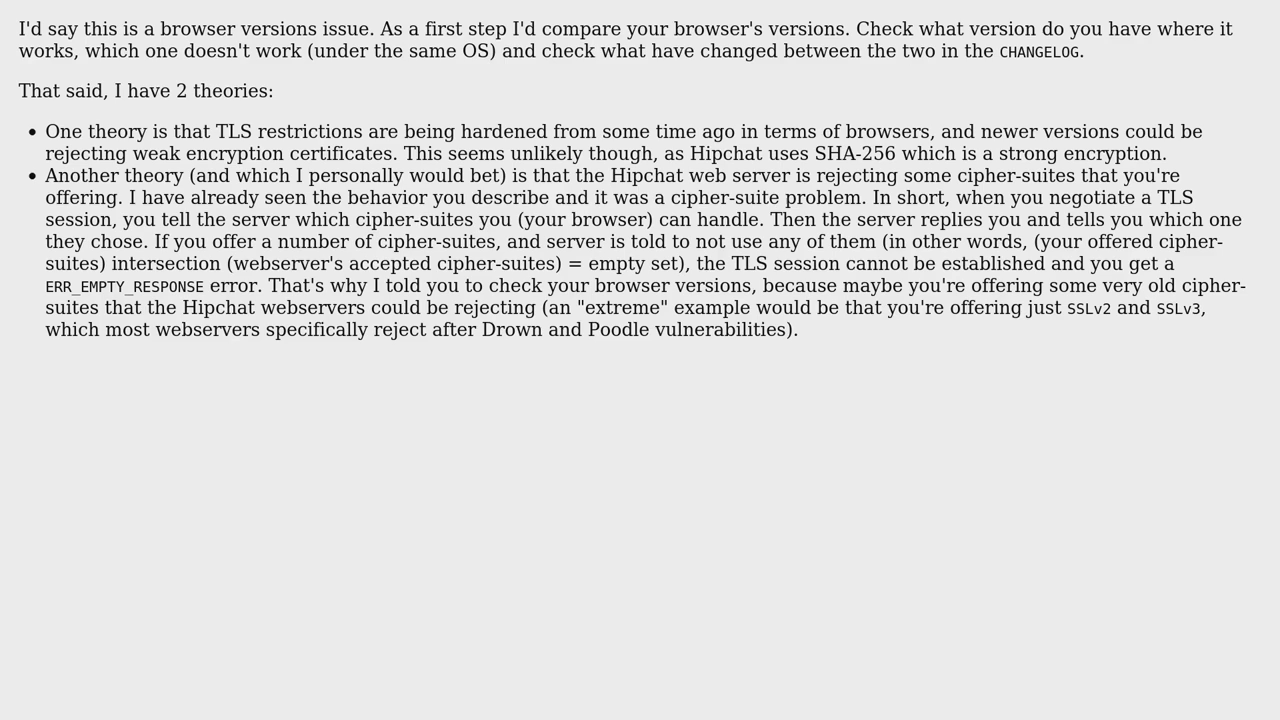 I'd say this is a browser versions issue. As a first step I'd compare your browser's versions. Check what version do you have where it
works, which one doesn't work (under the same OS) and check what have changed between the two in the CHANGELOG.
That said, I have 2 theories:
• One theory is that TLS restrictions are being hardened from some time ago in terms of browsers, and newer versions could be
rejecting weak encryption certificates. This seems unlikely though, as Hipchat uses SHA-256 which is a strong encryption.
• Another theory (and which I personally would bet) is that the Hipchat web server is rejecting some cipher-suites that you're
offering. I have already seen the behavior you describe and it was a cipher-suite problem. In short, when you negotiate a TLS
session, you tell the server which cipher-suites you (your browser) can handle. Then the server replies you and tells you which one
they chose. If you offer a number of cipher-suites, and server is told to not use any of them (in other words, (your offered cipher-
suites) intersection (webserver's accepted cipher-suites) = empty set), the TLS session cannot be established and you get a
ERR_EMPTY_RESPONSE error. That's why I told you to check your browser versions, because maybe you're offering some very old cipher-
suites that the Hipchat webservers could be rejecting (an "extreme" example would be that you're offering just SSLv2 and SSLv3,
which most webservers specifically reject after Drown and Poodle vulnerabilities).